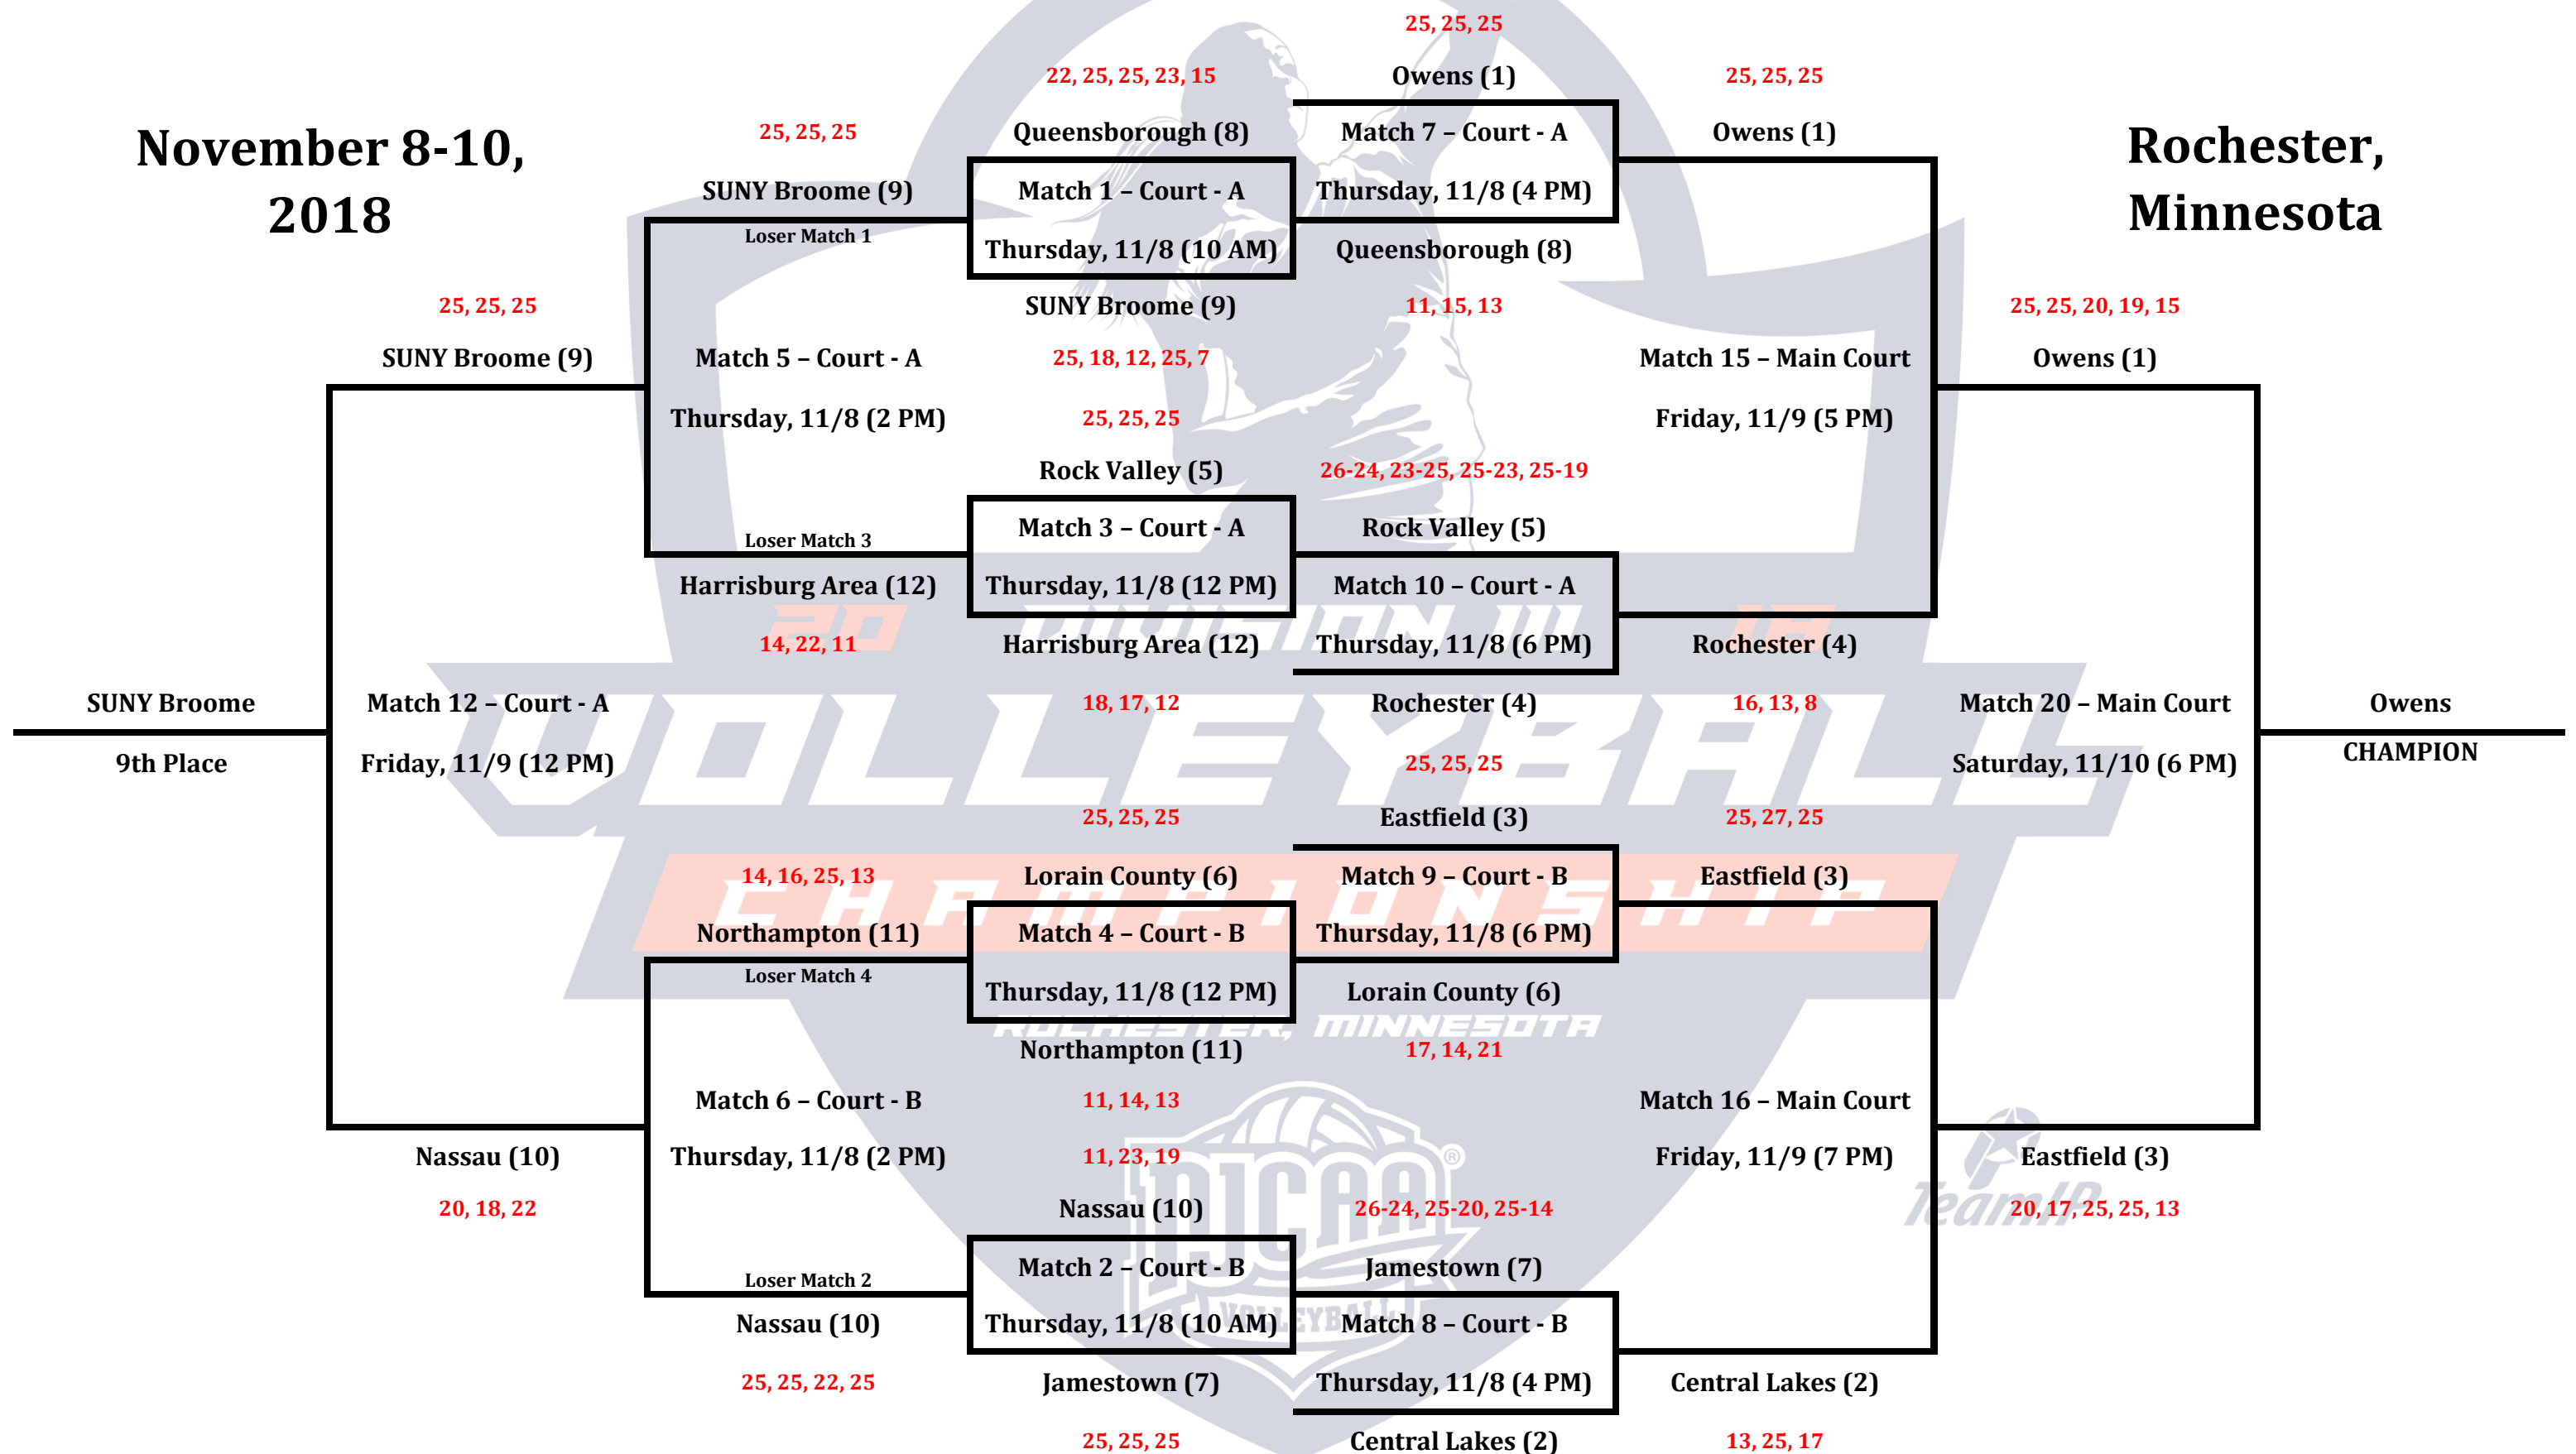 25, 25, 25
22, 25, 25, 23, 15
Owens (1)
25, 25, 25
November 8-10,
2018
25, 25, 25
Queensborough (8)
Match 7 – Court - A
Owens (1)
Rochester,
Minnesota
SUNY Broome (9)
Match 1 – Court - A
Thursday, 11/8 (4 PM)
Loser Match 1
Thursday, 11/8 (10 AM)
Queensborough (8)
25, 25, 25
SUNY Broome (9)
11, 15, 13
25, 25, 20, 19, 15
SUNY Broome (9)
Match 5 – Court - A
25, 18, 12, 25, 7
Match 15 – Main Court
Owens (1)
Thursday, 11/8 (2 PM)
25, 25, 25
Friday, 11/9 (5 PM)
Rock Valley (5)
26-24, 23-25, 25-23, 25-19
Match 3 – Court - A
Rock Valley (5)
Loser Match 3
Harrisburg Area (12)
Thursday, 11/8 (12 PM)
Match 10 – Court - A
20 DIVISION III 18
14, 22, 11
Harrisburg Area (12)
Thursday, 11/8 (6 PM)
Rochester (4)
SUNY Broome
Match 12 – Court - A
18, 17, 12
Rochester (4)
16, 13, 8
Match 20 – Main Court
Owens
VOLLEYBALL
9th Place
Friday, 11/9 (12 PM)
25, 25, 25
Saturday, 11/10 (6 PM)
CHAMPION
25, 25, 25
Eastfield (3)
25, 27, 25
14, 16, 25, 13
Lorain County (6)
Match 9 – Court - B
Eastfield (3)
CHAMPIONSHIP
Northampton (11)
Match 4 – Court - B
Thursday, 11/8 (6 PM)
Loser Match 4
Thursday, 11/8 (12 PM)
Lorain County (6)
ROCHESTER, MINNESOTA
Northampton (11)
17, 14, 21
Match 6 – Court - B
11, 14, 13
Match 16 – Main Court
Nassau (10)
Thursday, 11/8 (2 PM)
11, 23, 19
Friday, 11/9 (7 PM)
Eastfield (3)
NJCAA ®
20, 18, 22
Nassau (10)
26-24, 25-20, 25-14
TeamIP
20, 17, 25, 25, 13
Loser Match 2
Match 2 – Court - B
Jamestown (7)
VOLLEYBALL
Nassau (10)
Thursday, 11/8 (10 AM)
Match 8 – Court - B
25, 25, 22, 25
Jamestown (7)
Thursday, 11/8 (4 PM)
Central Lakes (2)
25, 25, 25
Central Lakes (2)
13, 25, 17